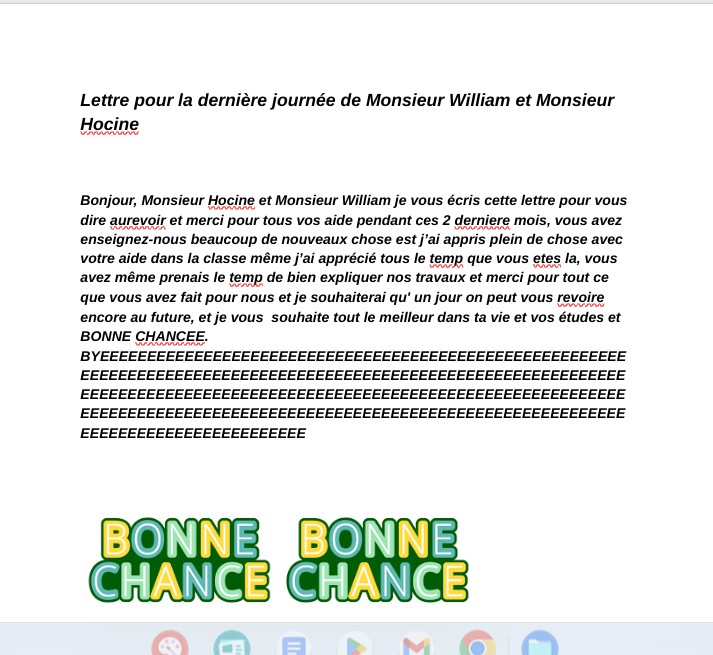 Lettre pour la dernière journée de Monsieur William et Monsieur
Hocine
Bonjour, Monsieur Hocine et Monsieur William je vous écris cette lettre pour vous
dire aurevoir et merci pour tous vos aide pendant ces 2 derniere mois, vous avez
enseignez-nous beaucoup de nouveaux chose est j'ai appris plein de chose avec
votre aide dans la classe même j'ai apprécié tous le temp que vous etes la, vous
avez même prenais le temp de bien expliquer nos travaux et merci pour tout ce
que vous avez fait pour nous et je souhaiterai qu' un jour on peut vous revoire
encore au future, et je vous  souhaite tout le meilleur dans ta vie et vos études et
BONNE CHANCEE.
BYEEEEEEEEEEEEEEEEEEEEEEEEEEEEEEEEEEEEEEEEEEEEEEEEEEEEEEEE
EEEEEEEEEEEEEEEEEEEEEEEEEEEEEEEEEEEEEEEEEEEEEEEEEEEEEEEEEE
EEEEEEEEEEEEEEEEEEEEEEEEEEEEEEEEEEEEEEEEEEEEEEEEEEEEEEEEEE
EEEEEEEEEEEEEEEEEEEEEEEEEEEEEEEEEEEEEEEEEEEEEEEEEEEEEEEEEE
EEEEEEEEEEEEEEEEEEEEEEEE
BONNE BONNE
CHANCE CHANCE